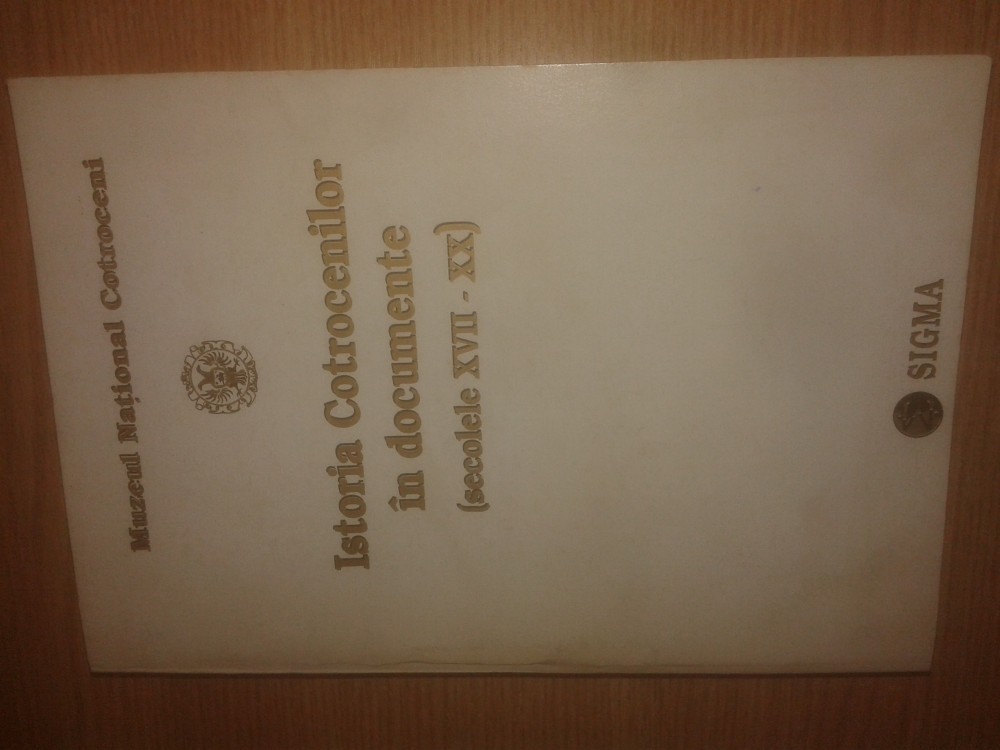 Muzeul Național Cotroceni
Istoria Cotrocenilor
în documente
(secolele XVII - XX)
SIGMA